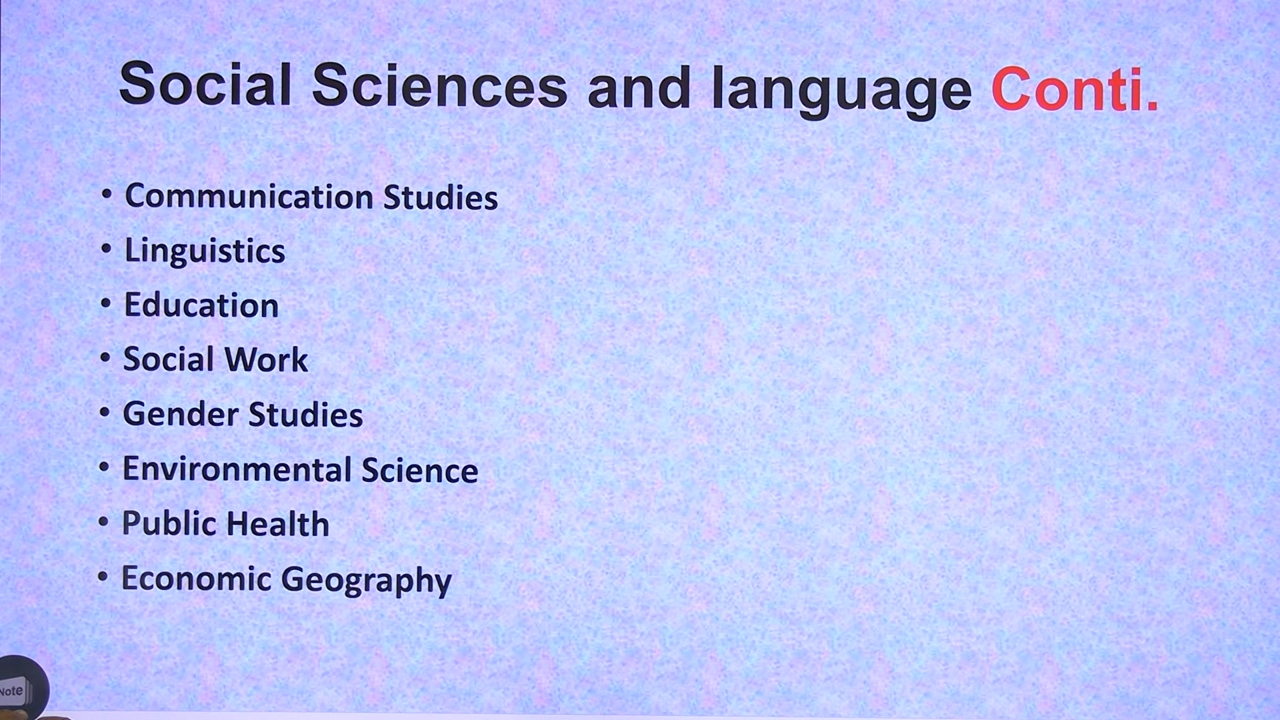 Social Sciences and language Conti.
• Communication Studies
• Linguistics
• Education
• Social Work
• Gender Studies
• Environmental Science
• Public Health
• Economic Geography
Note